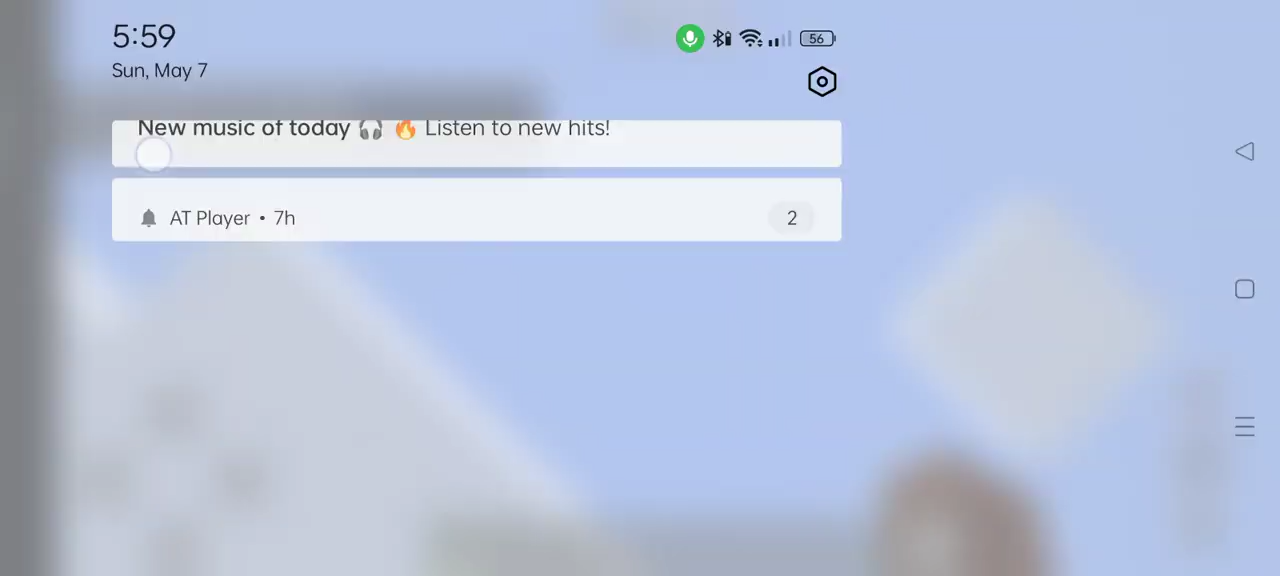 5:59
56
Sun, May 7
New music of today 🎧 🔥 Listen to new hits!
AT Player • 7h
2